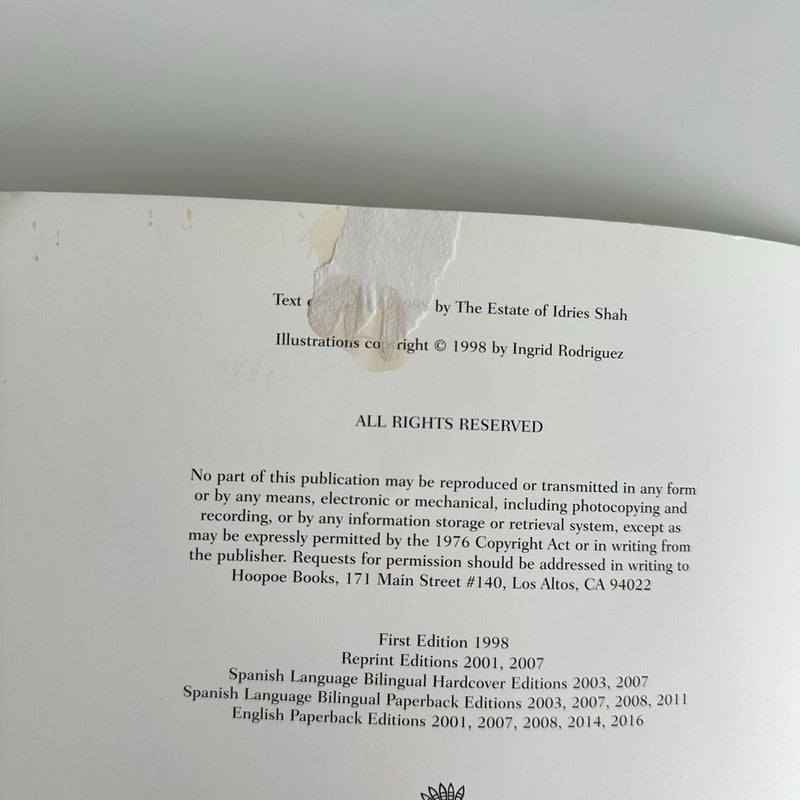 Text by The Estate of Idries Shah
Illustrations copyright © 1998 by Ingrid Rodriguez
ALL RIGHTS RESERVED
No part of this publication may be reproduced or transmitted in any form
or by any means, electronic or mechanical, including photocopying and
recording, or by any information storage or retrieval system, except as
may be expressly permitted by the 1976 Copyright Act or in writing from
the publisher. Requests for permission should be addressed in writing to
Hoopoe Books, 171 Main Street #140, Los Altos, CA 94022
First Edition 1998
Reprint Editions 2001, 2007
Spanish Language Bilingual Hardcover Editions 2003, 2007
Spanish Language Bilingual Paperback Editions 2003, 2007, 2008, 2011
English Paperback Editions 2001, 2007, 2008, 2014, 2016